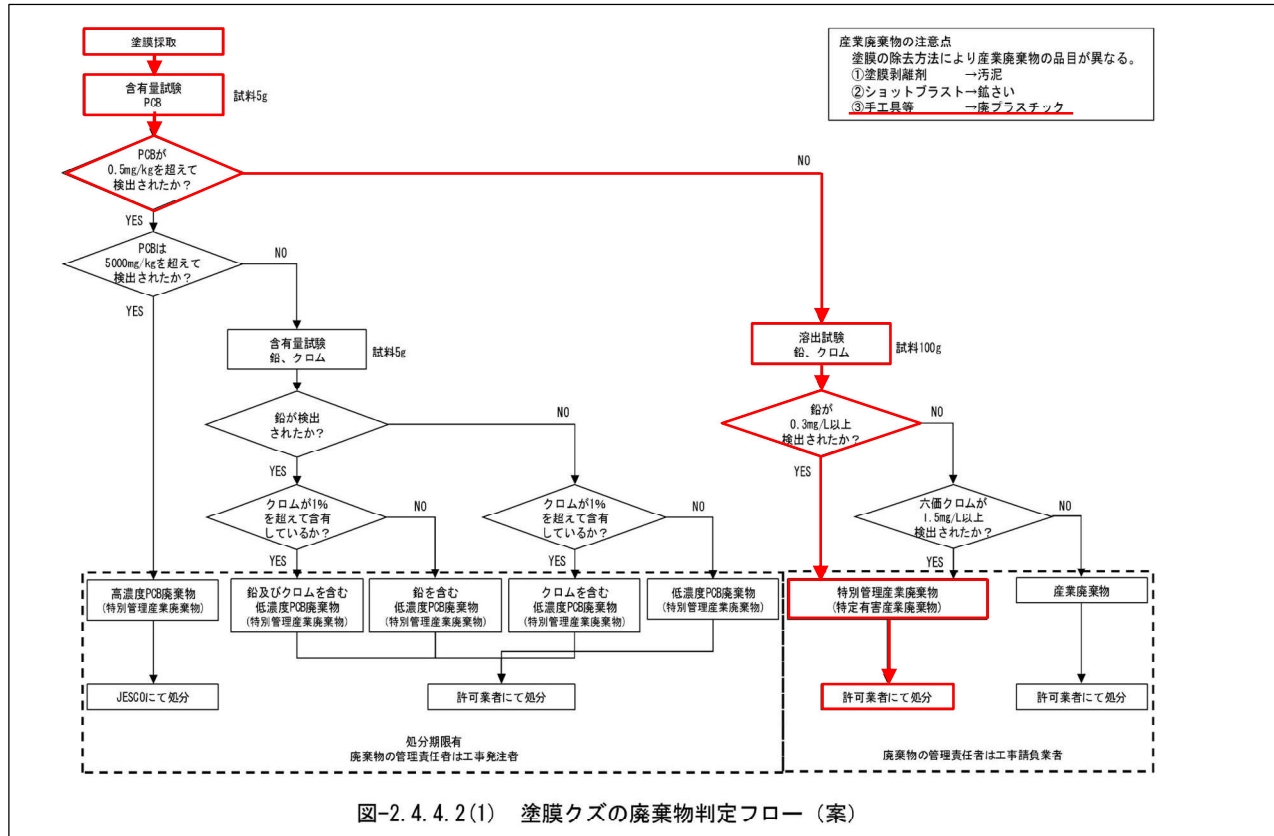 塗膜採取
産業廃棄物の注意点
塗膜の除去方法により産業廃棄物の品目が異なる。
①塗膜剥離剤　→汚泥
②ショットブラスト→鉱さい
③手工具等　→廃プラスチック
含有量試験
PCB
試料5g
PCBが
0.5mg/kgを超えて
検出されたか？
NO
YES
PCBは
5000mg/kgを超えて
検出されたか？
NO
YES
含有量試験
鉛、クロム
試料5g
溶出試験
鉛、クロム
試料100g
鉛が検出
されたか？
NO
YES
鉛が
0.3mg/L以上
検出されたか？
NO
YES
クロムが1%
を超えて含有
しているか？
NO
YES
クロムが1%
を超えて含有
しているか？
NO
YES
六価クロムが
1.5mg/L以上
検出されたか？
NO
YES
高濃度PCB廃棄物
(特別管理産業廃棄物)
鉛及びクロムを含む
低濃度PCB廃棄物
(特別管理産業廃棄物)
鉛を含む
低濃度PCB廃棄物
(特別管理産業廃棄物)
クロムを含む
低濃度PCB廃棄物
(特別管理産業廃棄物)
低濃度PCB廃棄物
(特別管理産業廃棄物)
特別管理産業廃棄物
(特定有害産業廃棄物)
産業廃棄物
JESCOにて処分
許可業者にて処分
許可業者にて処分
許可業者にて処分
処分期限有
廃棄物の管理責任者は工事発注者
廃棄物の管理責任者は工事請負業者
図-2.4.4.2(1)　塗膜クズの廃棄物判定フロー（案）